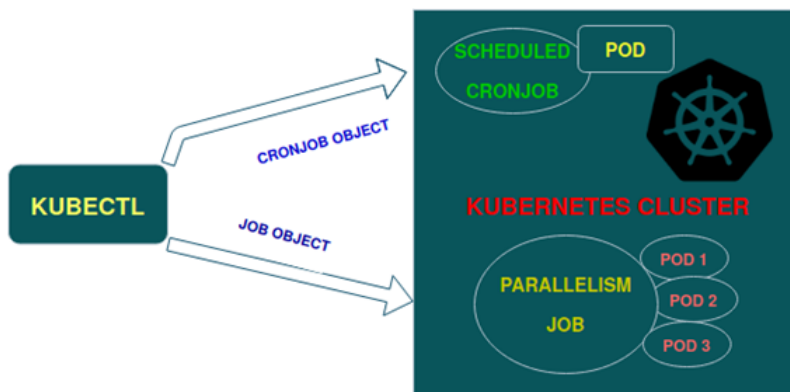 SCHEDULED
CRONJOB
POD
CRONJOB OBJECT
KUBECTL
KUBERNETES CLUSTER
JOB OBJECT
PARALLELISM
JOB
POD 1
POD 2
POD 3